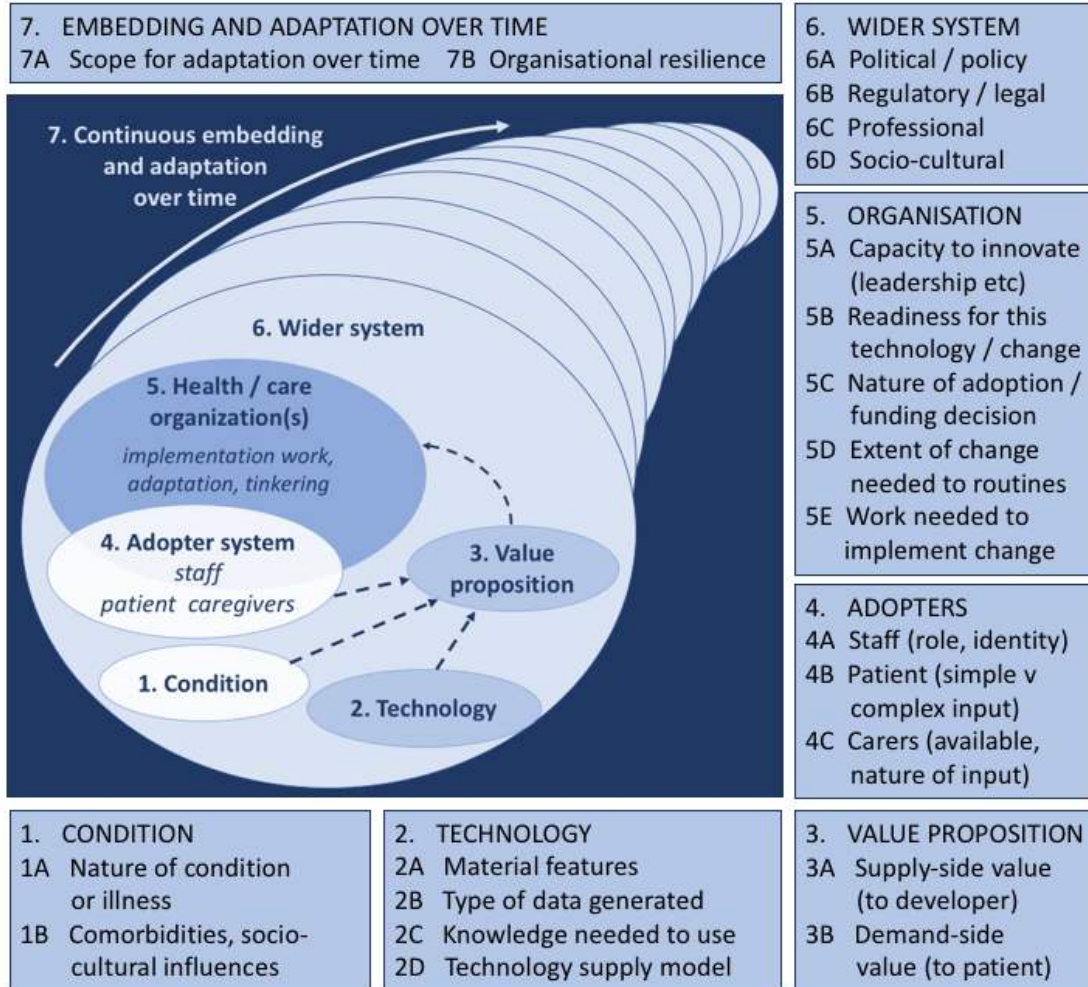 7. EMBEDDING AND ADAPTATION OVER TIME
7A Scope for adaptation over time 7B Organisational resilience
7. Continuous embedding
and adaptation
over time
6. Wider system
5. Health / care
organization(s)
implementation work,
adaptation, tinkering
4. Adopter system
staff
patient caregivers
3. Value
proposition
1. Condition
2. Technology
6. WIDER SYSTEM
6A Political / policy
6B Regulatory / legal
6C Professional
6D Socio-cultural
5. ORGANISATION
5A Capacity to innovate
(leadership etc)
5B Readiness for this
technology / change
5C Nature of adoption /
funding decision
5D Extent of change
needed to routines
5E Work needed to
implement change
4. ADOPTERS
4A Staff (role, identity)
4B Patient (simple v
complex input)
4C Carers (available,
nature of input)
1. CONDITION
1A Nature of condition
or illness
1B Comorbidities, socio-
cultural influences
2. TECHNOLOGY
2A Material features
2B Type of data generated
2C Knowledge needed to use
2D Technology supply model
3. VALUE PROPOSITION
3A Supply-side value
(to developer)
3B Demand-side
value (to patient)